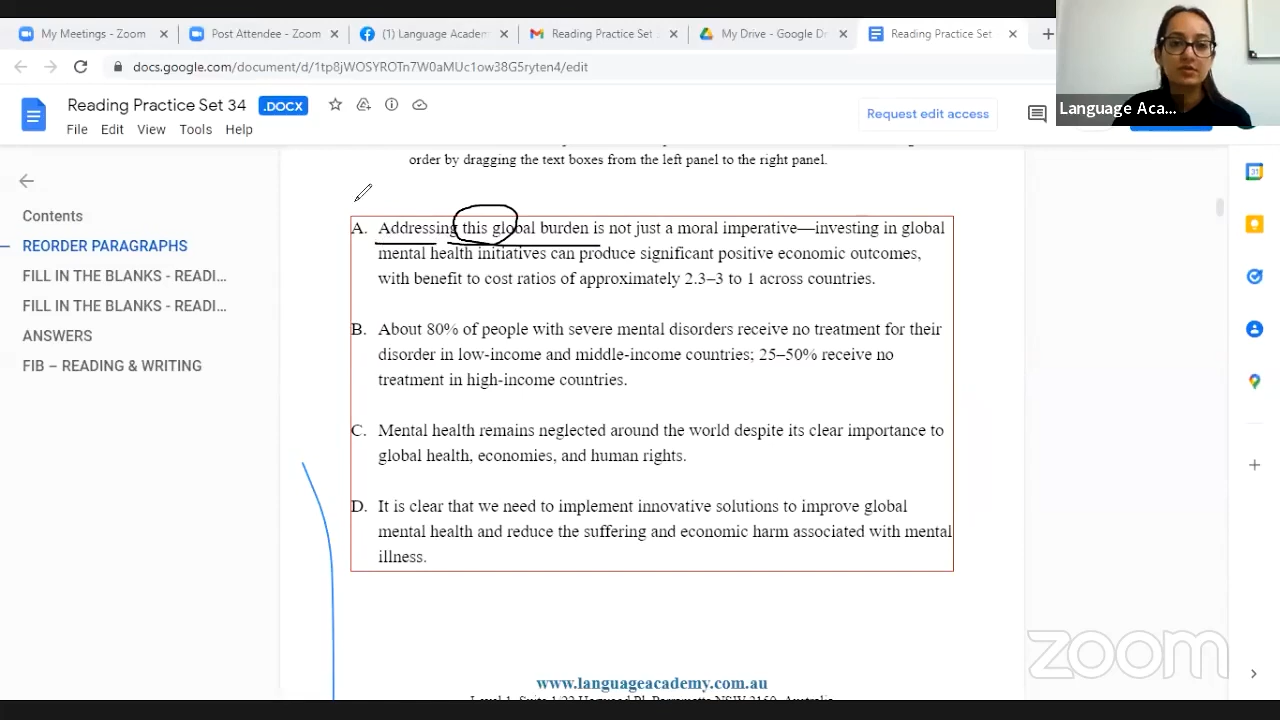 My Meetings - Zoom
Post Attendee - Zoom
(1) Language Academ
Reading Practice Set
My Drive - Google Dr
Reading Practice Set
docs.google.com/document/d/1tp8jWOSYROTn7W0aMUc1ow38G5ryten4/edit
Language Aca...
Reading Practice Set 34
.DOCX
Request edit access
File Edit View Tools Help
order by dragging the text boxes from the left panel to the right panel.
Contents
REORDER PARAGRAPHS
FILL IN THE BLANKS - READI...
FILL IN THE BLANKS - READI...
ANSWERS
FIB – READING & WRITING
A. Addressing this global burden is not just a moral imperative—investing in global
mental health initiatives can produce significant positive economic outcomes,
with benefit to cost ratios of approximately 2.3–3 to 1 across countries.
B. About 80% of people with severe mental disorders receive no treatment for their
disorder in low-income and middle-income countries; 25–50% receive no
treatment in high-income countries.
C. Mental health remains neglected around the world despite its clear importance to
global health, economies, and human rights.
D. It is clear that we need to implement innovative solutions to improve global
mental health and reduce the suffering and economic harm associated with mental
illness.
31
zoom
www.languageacademy.com.au